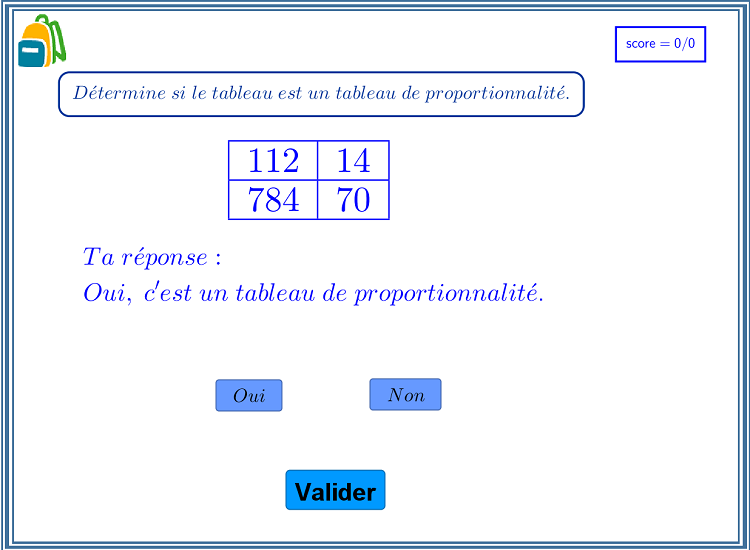 score = 0/0
Détermine si le tableau est un tableau de proportionnalité.
112 14
784 70
Ta réponse :
Oui, c'est un tableau de proportionnalité.
Oui Non
Valider